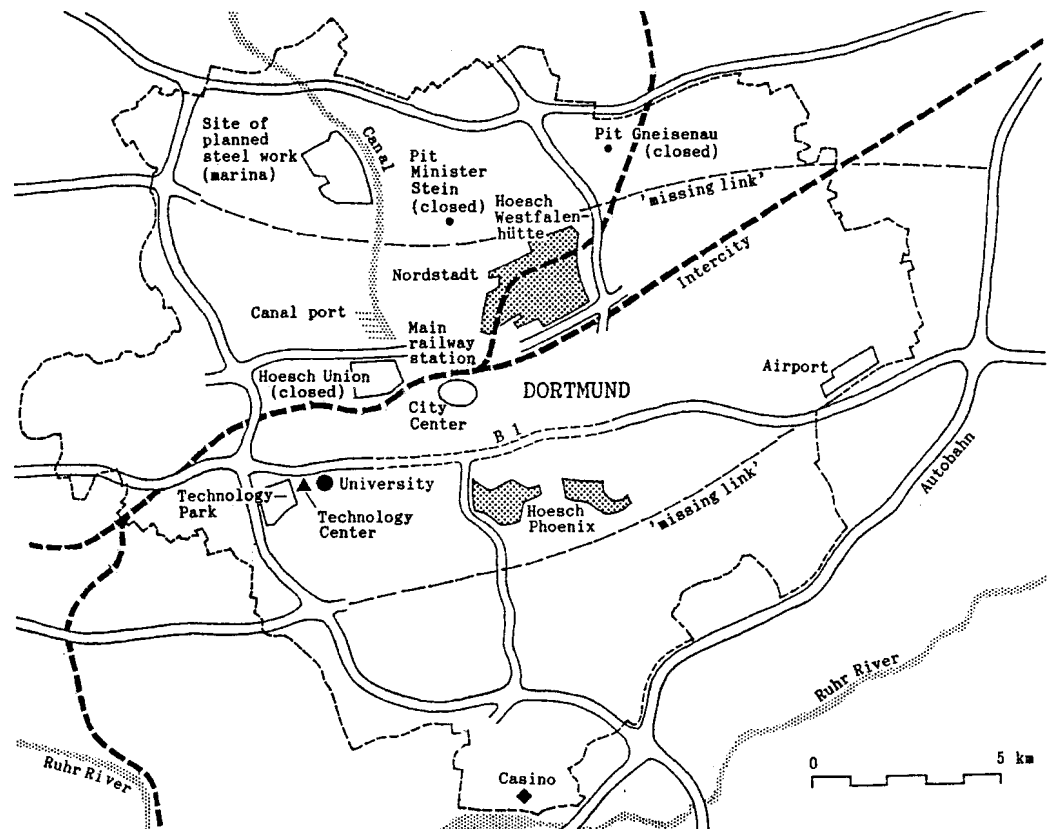 Site of
planned
steel work
(marina)
Canal
Pit
Minister
Stein
(closed)
Pit Gneisenau
(closed)
'missing link'
Hoesch
Westfalen-
hütte
Nordstadt
Intercity
Canal port
Main
railway
station
Airport
Hoesch Union
(closed)
City
Center
DORTMUND
B 1
Autobahn
Technology-
Park
University
Technology
Center
Hoesch
Phoenix
'missing link'
Ruhr River
Ruhr River
Casino
0 5 km